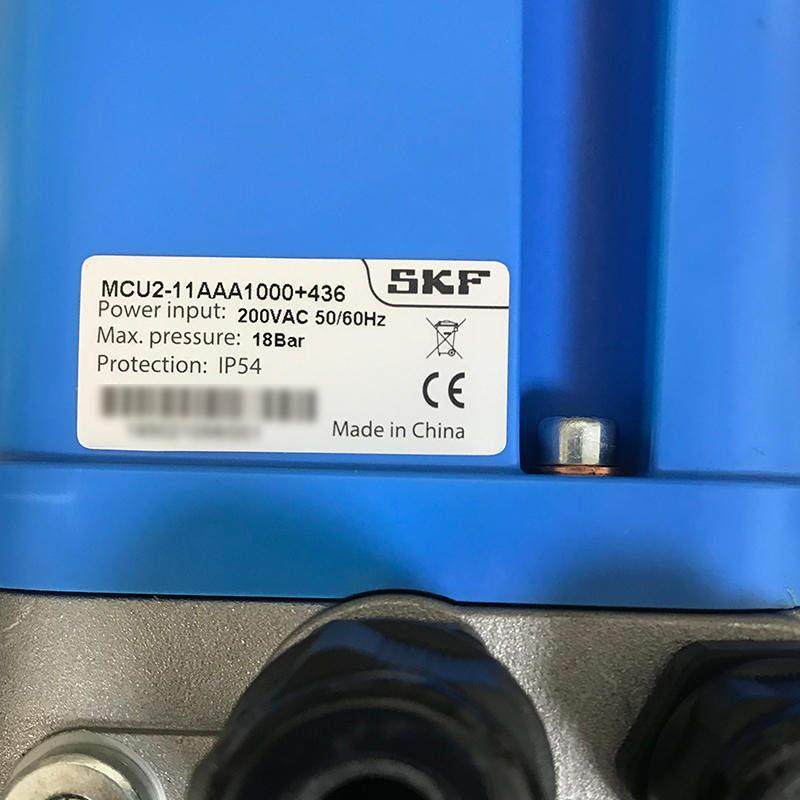 SKF
MCU2-11AAA1000+436
Power input: 200VAC 50/60Hz
Max. pressure: 18Bar
Protection: IP54
CE
Made in China